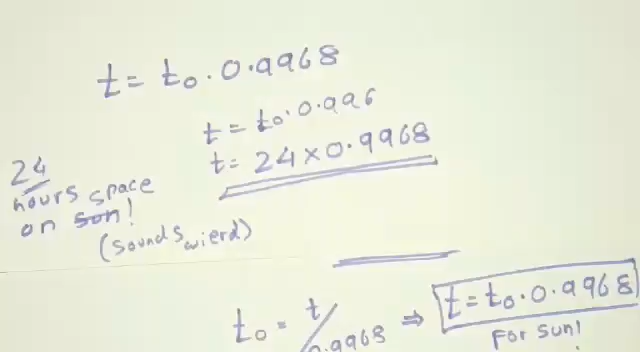 t = t₀ · 0.9968
t = t₀ · 0.996
t = 24 × 0.9968
24
hours space
on son!
(sounds wierd)
t₀ = t/0.9968 ⇒ t = t₀ · 0.9968
For sun!